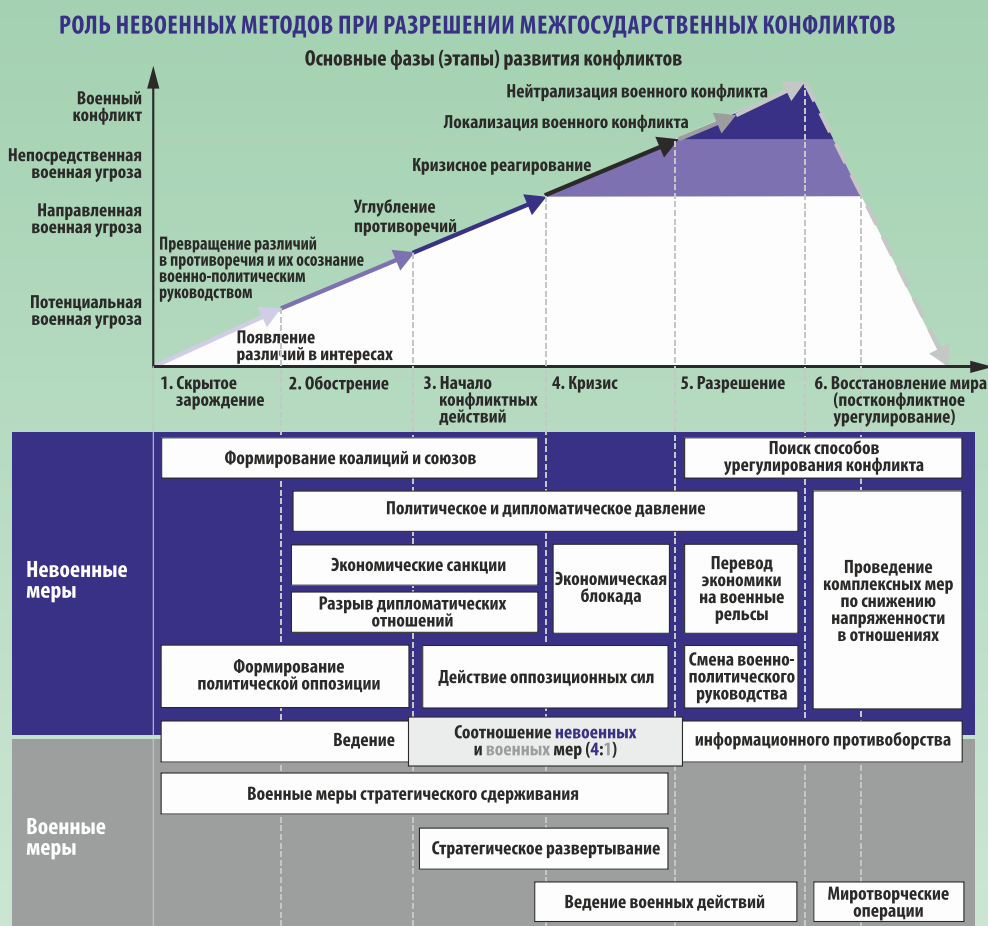 РОЛЬ НЕВОЕННЫХ МЕТОДОВ ПРИ РАЗРЕШЕНИИ МЕЖГОСУДАРСТВЕННЫХ КОНФЛИКТОВ
Основные фазы (этапы) развития конфликтов
Военный
конфликт
Непосредственная
военная угроза
Направленная
военная угроза
Потенциальная
военная угроза
Нейтрализация военного конфликта
Локализация военного конфликта
Кризисное реагирование
Углубление
противоречий
Превращение различий
в противоречия и их осознание
военно-политическим
руководством
Появление
различий в интересах
1. Скрытое
зарождение
2. Обострение
3. Начало
конфликтных
действий
4. Кризис
5. Разрешение
6. Восстановление мира
(постконфликтное
урегулирование)
Невоенные
меры
Формирование коалиций и союзов
Поиск способов
урегулирования конфликта
Политическое и дипломатическое давление
Экономические санкции
Разрыв дипломатических
отношений
Экономическая
блокада
Перевод
экономики
на военные
рельсы
Проведение
комплексных мер
по снижению
напряженности
в отношениях
Формирование
политической оппозиции
Действие оппозиционных сил
Смена военно-
политического
руководства
Ведение
Соотношение невоенных
и военных мер (4:1)
информационного противоборства
Военные
меры
Военные меры стратегического сдерживания
Стратегическое развертывание
Ведение военных действий
Миротворческие
операции